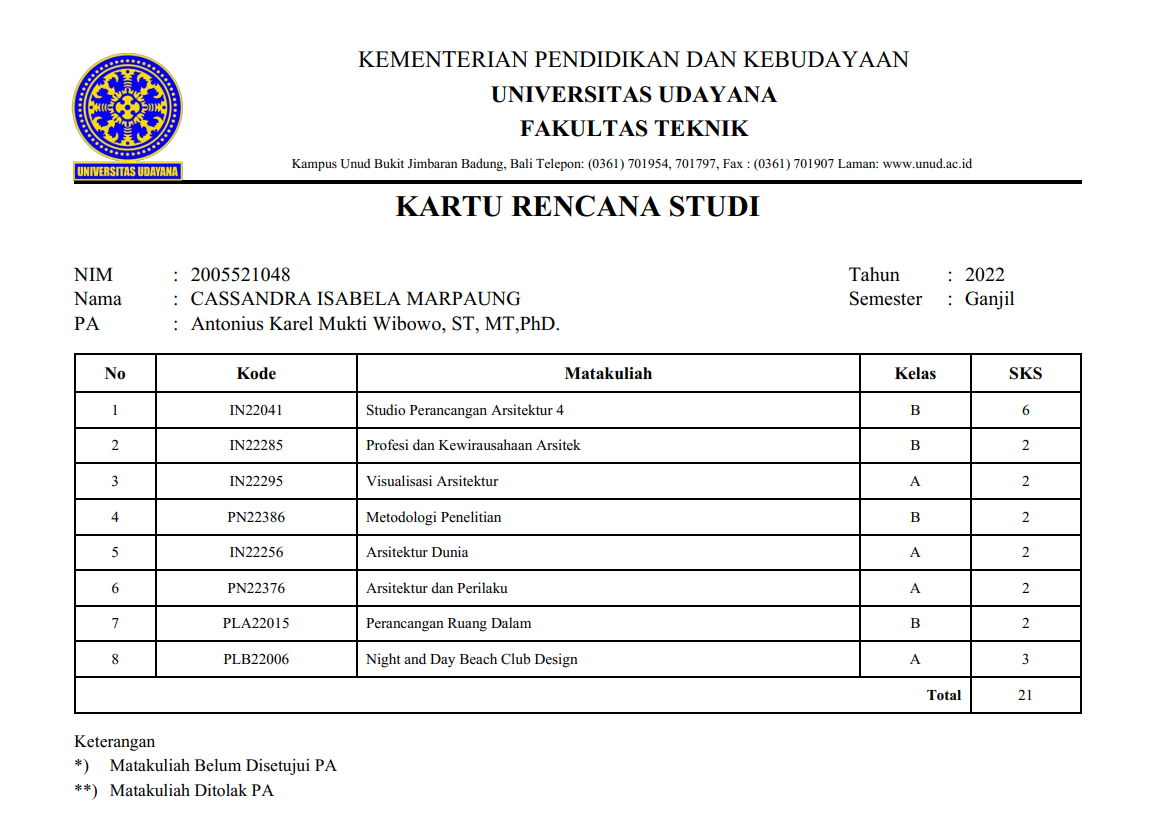 KEMENTERIAN PENDIDIKAN DAN KEBUDAYAAN
UNIVERSITAS UDAYANA
FAKULTAS TEKNIK
Kampus Unud Bukit Jimbaran Badung, Bali Telepon: (0361) 701954, 701797, Fax : (0361) 701907 Laman: www.unud.ac.id
UNIVERSITAS UDAYANA
KARTU RENCANA STUDI
NIM : 2005521048 Tahun : 2022
Nama : CASSANDRA ISABELA MARPAUNG Semester : Ganjil
PA : Antonius Karel Mukti Wibowo, ST, MT,PhD.
No Kode Matakuliah Kelas SKS
1 IN22041 Studio Perancangan Arsitektur 4 B 6
2 IN22285 Profesi dan Kewirausahaan Arsitek B 2
3 IN22295 Visualisasi Arsitektur A 2
4 PN22386 Metodologi Penelitian B 2
5 IN22256 Arsitektur Dunia A 2
6 PN22376 Arsitektur dan Perilaku A 2
7 PLA22015 Perancangan Ruang Dalam B 2
8 PLB22006 Night and Day Beach Club Design A 3
Total 21
Keterangan
*) Matakuliah Belum Disetujui PA
**) Matakuliah Ditolak PA